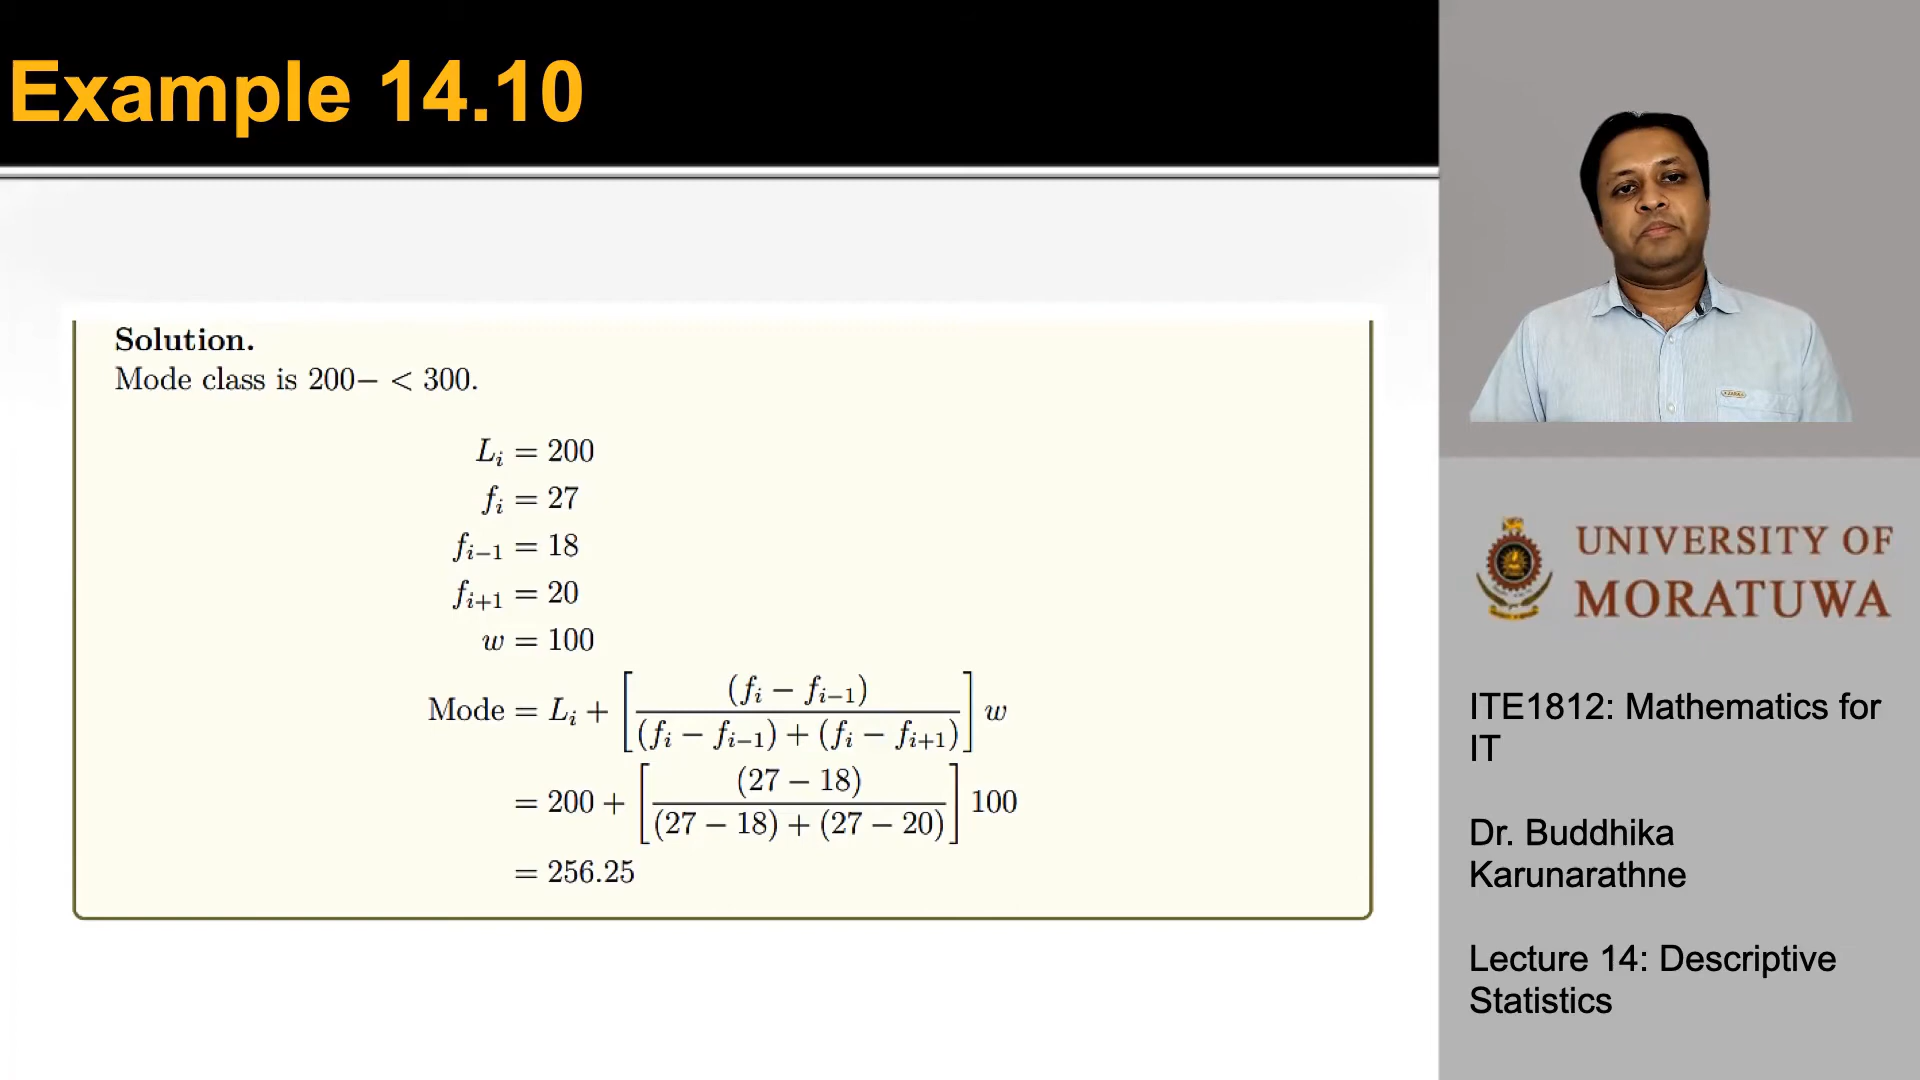 Example 14.10
Solution.
Mode class is 200− < 300.
L_i = 200
f_i = 27
f_{i−1} = 18
f_{i+1} = 20
w = 100
Mode = L_i + [ (f_i − f_{i−1}) / (f_i − f_{i−1}) + (f_i − f_{i+1}) ] w
= 200 + [ (27 − 18) / (27 − 18) + (27 − 20) ] 100
= 256.25
UNIVERSITY OF
MORATUWA
ITE1812: Mathematics for
IT
Dr. Buddhika
Karunarathne
Lecture 14: Descriptive
Statistics